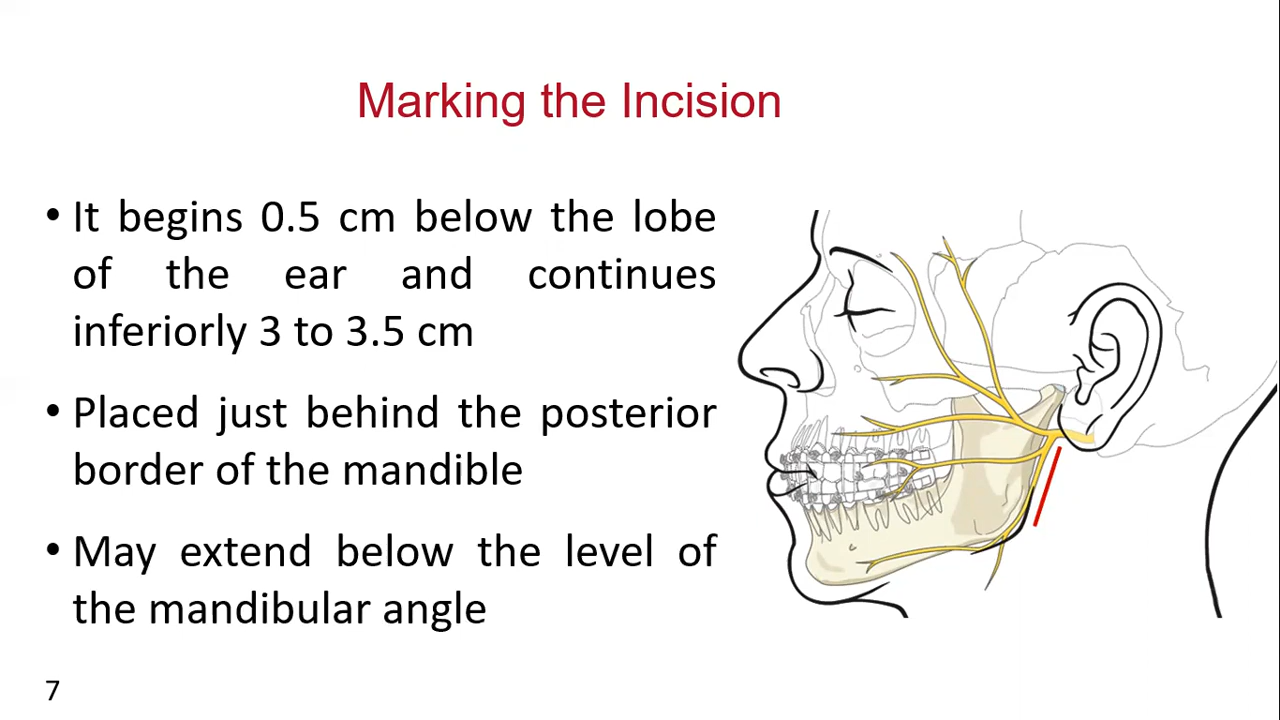 Marking the Incision
• It begins 0.5 cm below the lobe
of the ear and continues
inferiorly 3 to 3.5 cm
• Placed just behind the posterior
border of the mandible
• May extend below the level of
the mandibular angle
7